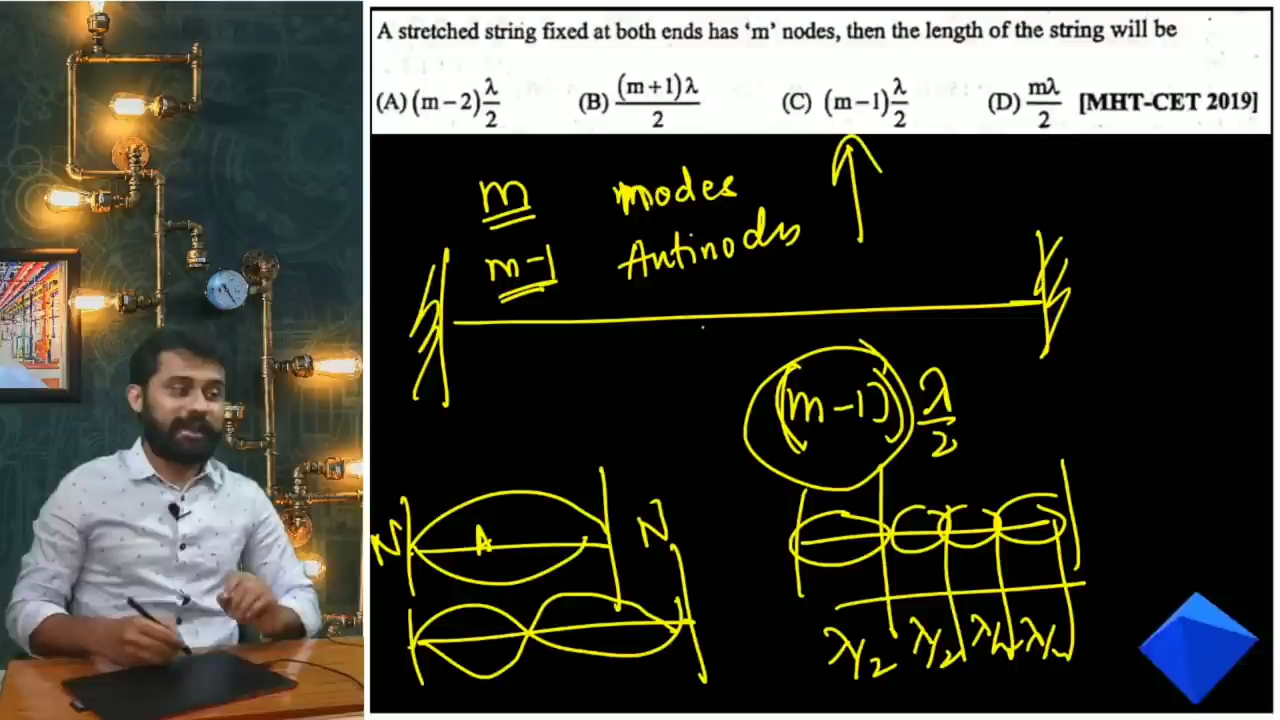 A stretched string fixed at both ends has 'm' nodes, then the length of the string will be
(A) (m−2) λ/2 (B) (m+1)λ/2 (C) (m−1) λ/2 (D) mλ/2 [MHT-CET 2019]
m nodes
m-1 Antinodes
(m-1) λ/2
N A N
λ/2 λ/2 λ/2 λ/2